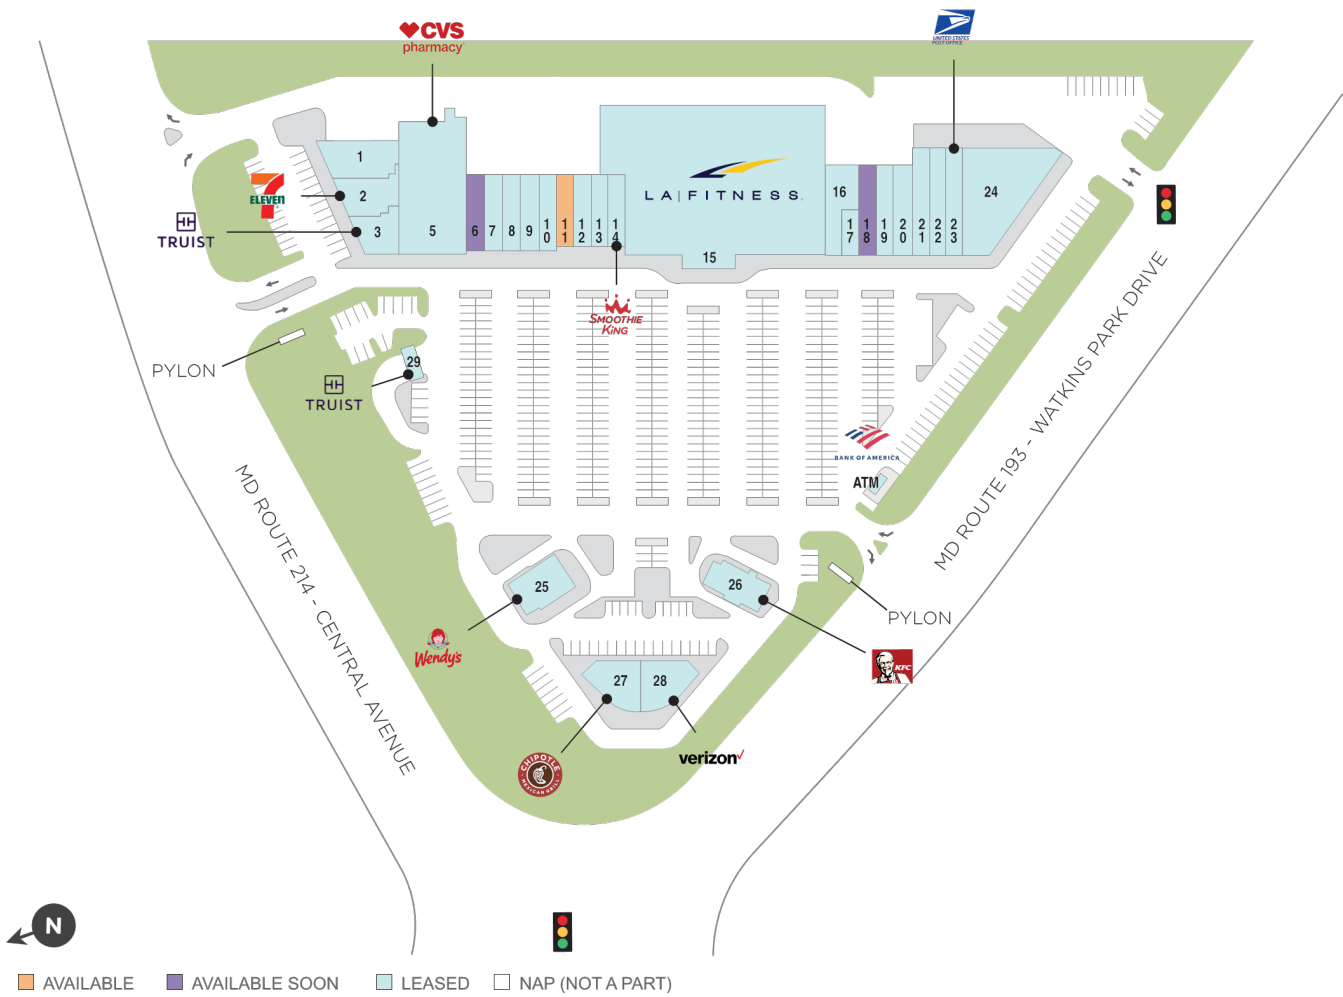 CVS
pharmacy
UNITED STATES
POST OFFICE
1
2
3
5
6
7
8
9
10
11
12
13
14
LA|FITNESS.
15
16
17
18
19
20
21
22
23
24
7
ELEVEN
TRUIST
SMOOTHIE
KING
PYLON
29
TRUIST
BANK OF AMERICA
ATM
MD ROUTE 193 - WATKINS PARK DRIVE
MD ROUTE 214 - CENTRAL AVENUE
25
26
PYLON
Wendy's
KFC
27
28
CHIPOTLE
MEXICAN GRILL
verizon
N
AVAILABLE
AVAILABLE SOON
LEASED
NAP (NOT A PART)